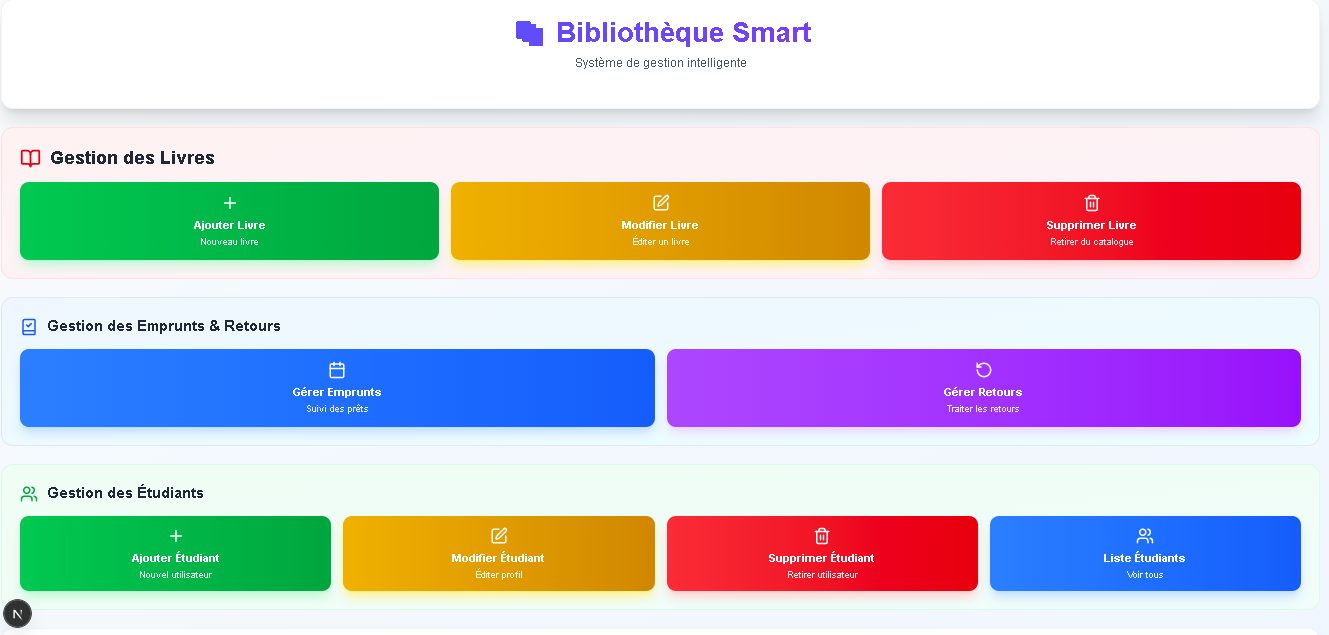 Bibliothèque Smart
Système de gestion intelligente
Gestion des Livres
Ajouter Livre
Nouveau livre
Modifier Livre
Éditer un livre
Supprimer Livre
Retirer du catalogue
Gestion des Emprunts & Retours
Gérer Emprunts
Suivi des prêts
Gérer Retours
Traiter les retours
Gestion des Étudiants
Ajouter Étudiant
Nouvel utilisateur
Modifier Étudiant
Éditer profil
Supprimer Étudiant
Retirer utilisateur
Liste Étudiants
Voir tous
N